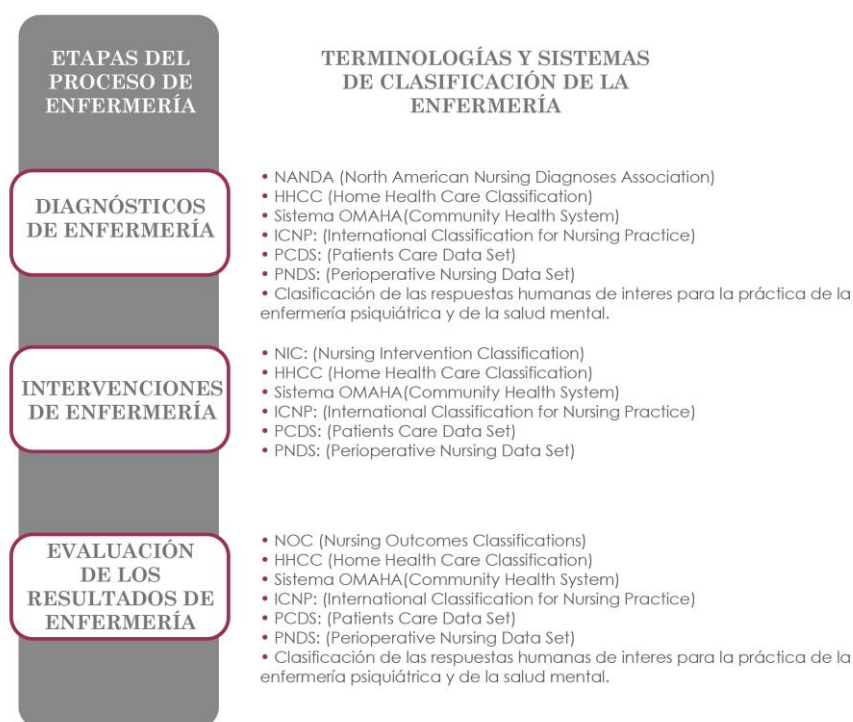 ETAPAS DEL
PROCESO DE
ENFERMERÍA
TERMINOLOGÍAS Y SISTEMAS
DE CLASIFICACIÓN DE LA
ENFERMERÍA
DIAGNÓSTICOS
DE ENFERMERÍA
• NANDA (North American Nursing Diagnoses Association)
• HHCC (Home Health Care Classification)
• Sistema OMAHA(Community Health System)
• ICNP: (International Classification for Nursing Practice)
• PCDS: (Patients Care Data Set)
• PNDS: (Perioperative Nursing Data Set)
• Clasificación de las respuestas humanas de interes para la práctica de la
enfermería psiquiátrica y de la salud mental.
INTERVENCIONES
DE ENFERMERÍA
• NIC: (Nursing Intervention Classification)
• HHCC (Home Health Care Classification)
• Sistema OMAHA(Community Health System)
• ICNP: (International Classification for Nursing Practice)
• PCDS: (Patients Care Data Set)
• PNDS: (Perioperative Nursing Data Set)
EVALUACIÓN
DE LOS
RESULTADOS DE
ENFERMERÍA
• NOC (Nursing Outcomes Classifications)
• HHCC (Home Health Care Classification)
• Sistema OMAHA(Community Health System)
• ICNP: (International Classification for Nursing Practice)
• PCDS: (Patients Care Data Set)
• PNDS: (Perioperative Nursing Data Set)
• Clasificación de las respuestas humanas de interes para la práctica de la
enfermería psiquiátrica y de la salud mental.